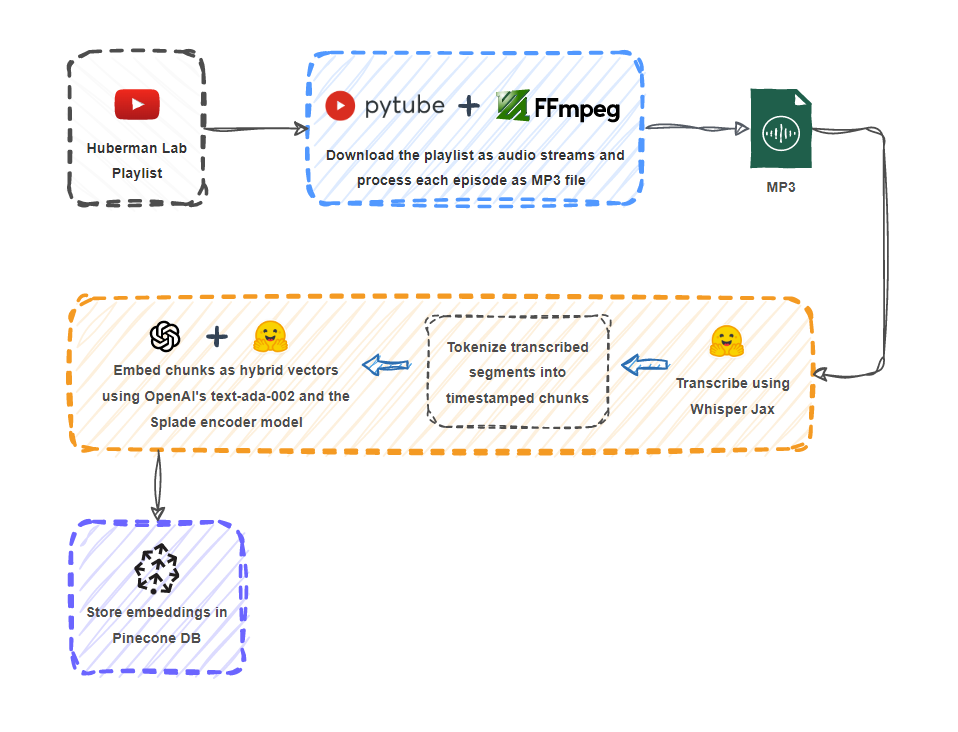 Huberman Lab
Playlist
pytube + FFmpeg
Download the playlist as audio streams and
process each episode as MP3 file
MP3
Transcribe using
Whisper Jax
Tokenize transcribed
segments into
timestamped chunks
+
Embed chunks as hybrid vectors
using OpenAI's text-ada-002 and the
Splade encoder model
Store embeddings in
Pinecone DB